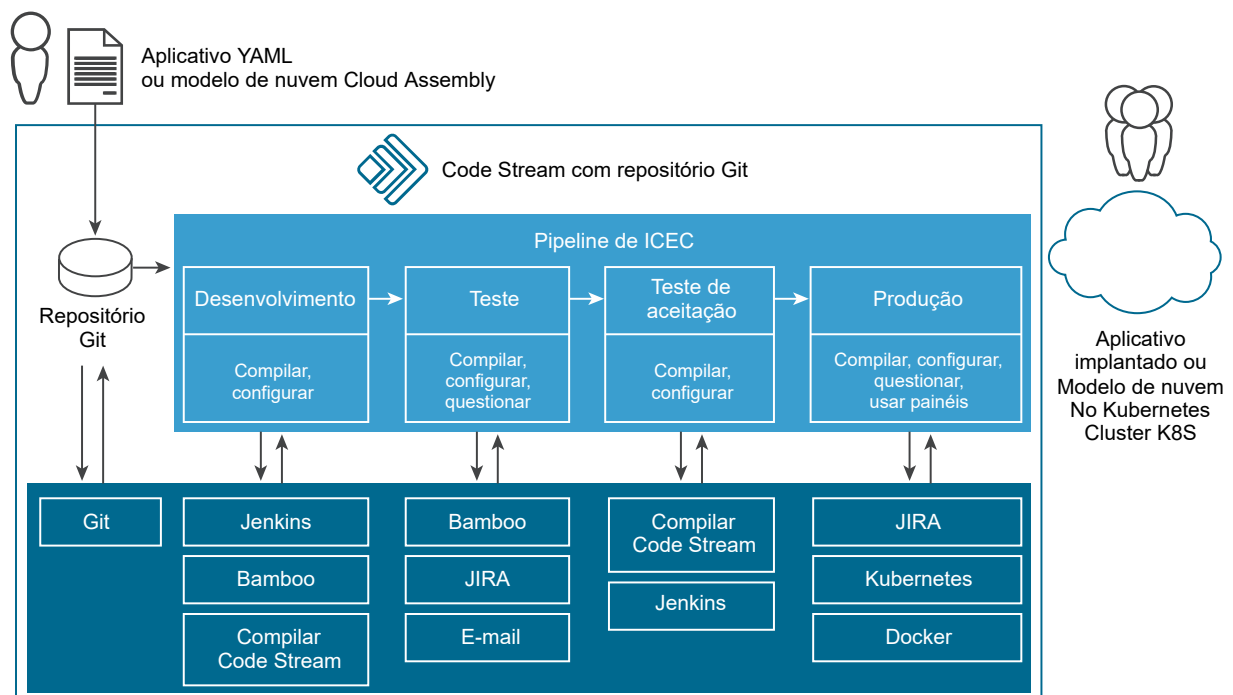 Aplicativo YAML
ou modelo de nuvem Cloud Assembly
Code Stream com repositório Git
Pipeline de ICEC
Repositório
Git
Desenvolvimento
Compilar,
configurar
Teste
Compilar,
configurar,
questionar
Teste de
aceitação
Compilar,
configurar
Produção
Compilar, configurar,
questionar,
usar painéis
Aplicativo
implantado ou
Modelo de nuvem
No Kubernetes
Cluster K8S
Git
Jenkins
Bamboo
Compilar
Code Stream
Bamboo
JIRA
E-mail
Compilar
Code Stream
Jenkins
JIRA
Kubernetes
Docker